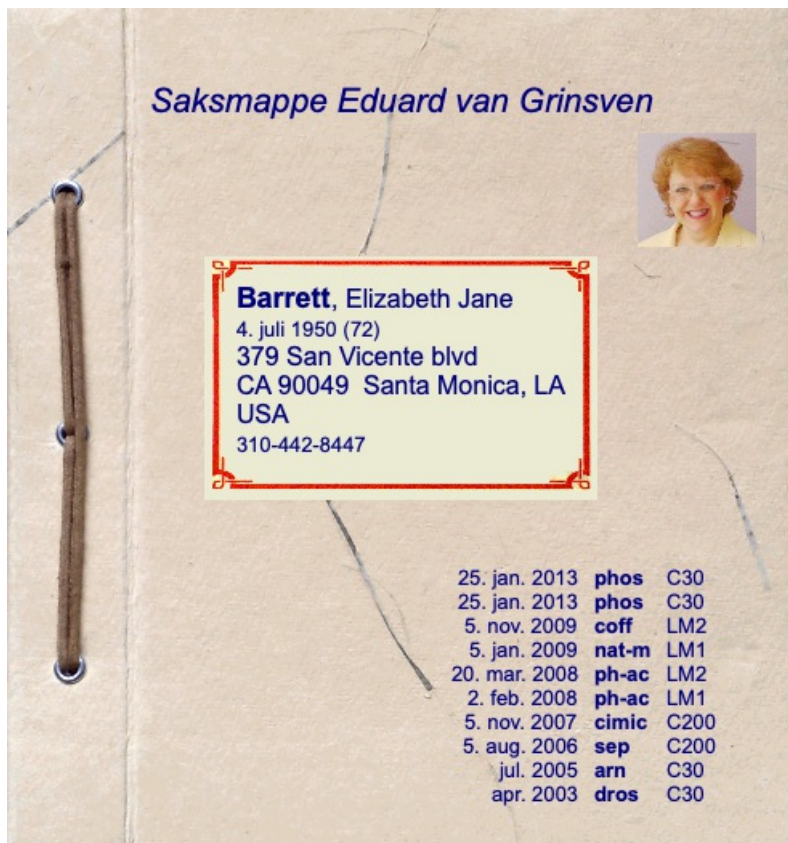 Saksmappe Eduard van Grinsven
Barrett, Elizabeth Jane
4. juli 1950 (72)
379 San Vicente blvd
CA 90049 Santa Monica, LA
USA
310-442-8447
25. jan. 2013 phos C30
25. jan. 2013 phos C30
5. nov. 2009 coff LM2
5. jan. 2009 nat-m LM1
20. mar. 2008 ph-ac LM2
2. feb. 2008 ph-ac LM1
5. nov. 2007 cimic C200
5. aug. 2006 sep C200
jul. 2005 arn C30
apr. 2003 dros C30